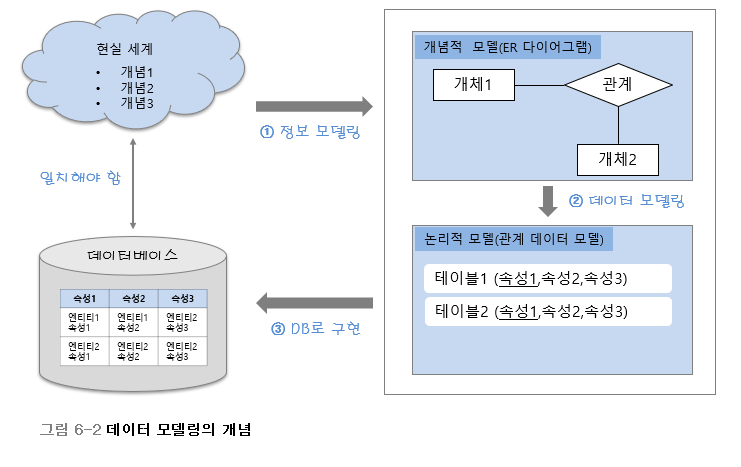 현실 세계
• 개념1
• 개념2
• 개념3
① 정보 모델링
개념적 모델(ER 다이어그램)
개체1
관계
개체2
② 데이터 모델링
논리적 모델(관계 데이터 모델)
테이블1 (속성1,속성2,속성3)
테이블2 (속성1,속성2,속성3)
③ DB로 구현
일치해야 함
데이터베이스
속성1 속성2 속성3
엔티티1 엔티티1 엔티티2
속성1 속성2 속성3
엔티티2 엔티티2 엔티티2
속성1 속성2 속성3
그림 6-2 데이터 모델링의 개념